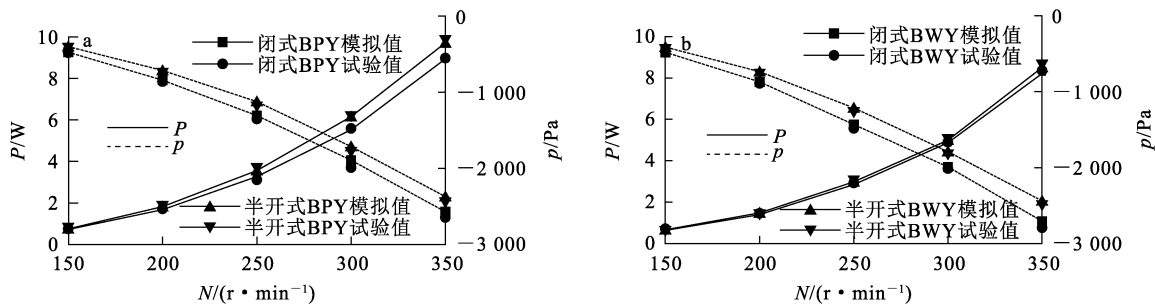 a
闭式BPY模拟值
闭式BPY试验值
P
p
半开式BPY模拟值
半开式BPY试验值
10
8
6
4
2
0
P/W
0
−1 000
−2 000
−3 000
p/Pa
150 200 250 300 350
N/(r·min⁻¹)
b
闭式BWY模拟值
闭式BWY试验值
P
p
半开式BWY模拟值
半开式BWY试验值
10
8
6
4
2
0
P/W
0
−1 000
−2 000
−3 000
p/Pa
150 200 250 300 350
N/(r·min⁻¹)